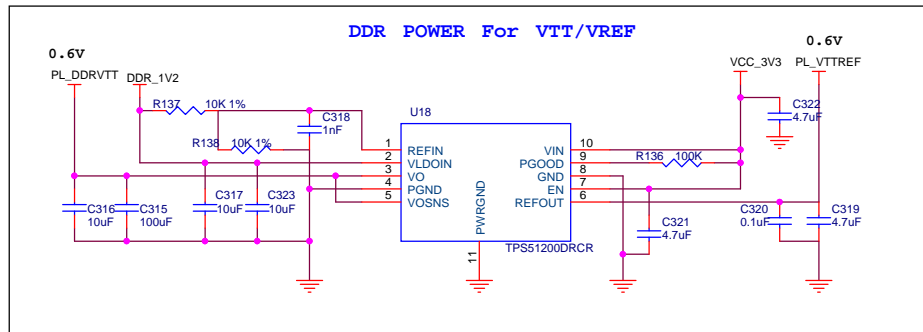 DDR POWER For VTT/VREF
0.6V
0.6V
PL_DDRVTT
DDR_1V2
VCC_3V3
PL_VTTREF
R137
10K 1%
C318
1nF
U18
C322
4.7uF
R138
10K 1%
1
REFIN
VIN
10
2
VLDOIN
PGOOD
9
R136
100K
3
VO
GND
8
4
PGND
EN
7
5
VOSNS
REFOUT
6
PWRGND
C316
10uF
C315
100uF
C317
10uF
C323
10uF
C321
4.7uF
C320
0.1uF
C319
4.7uF
TPS51200DRCR
11